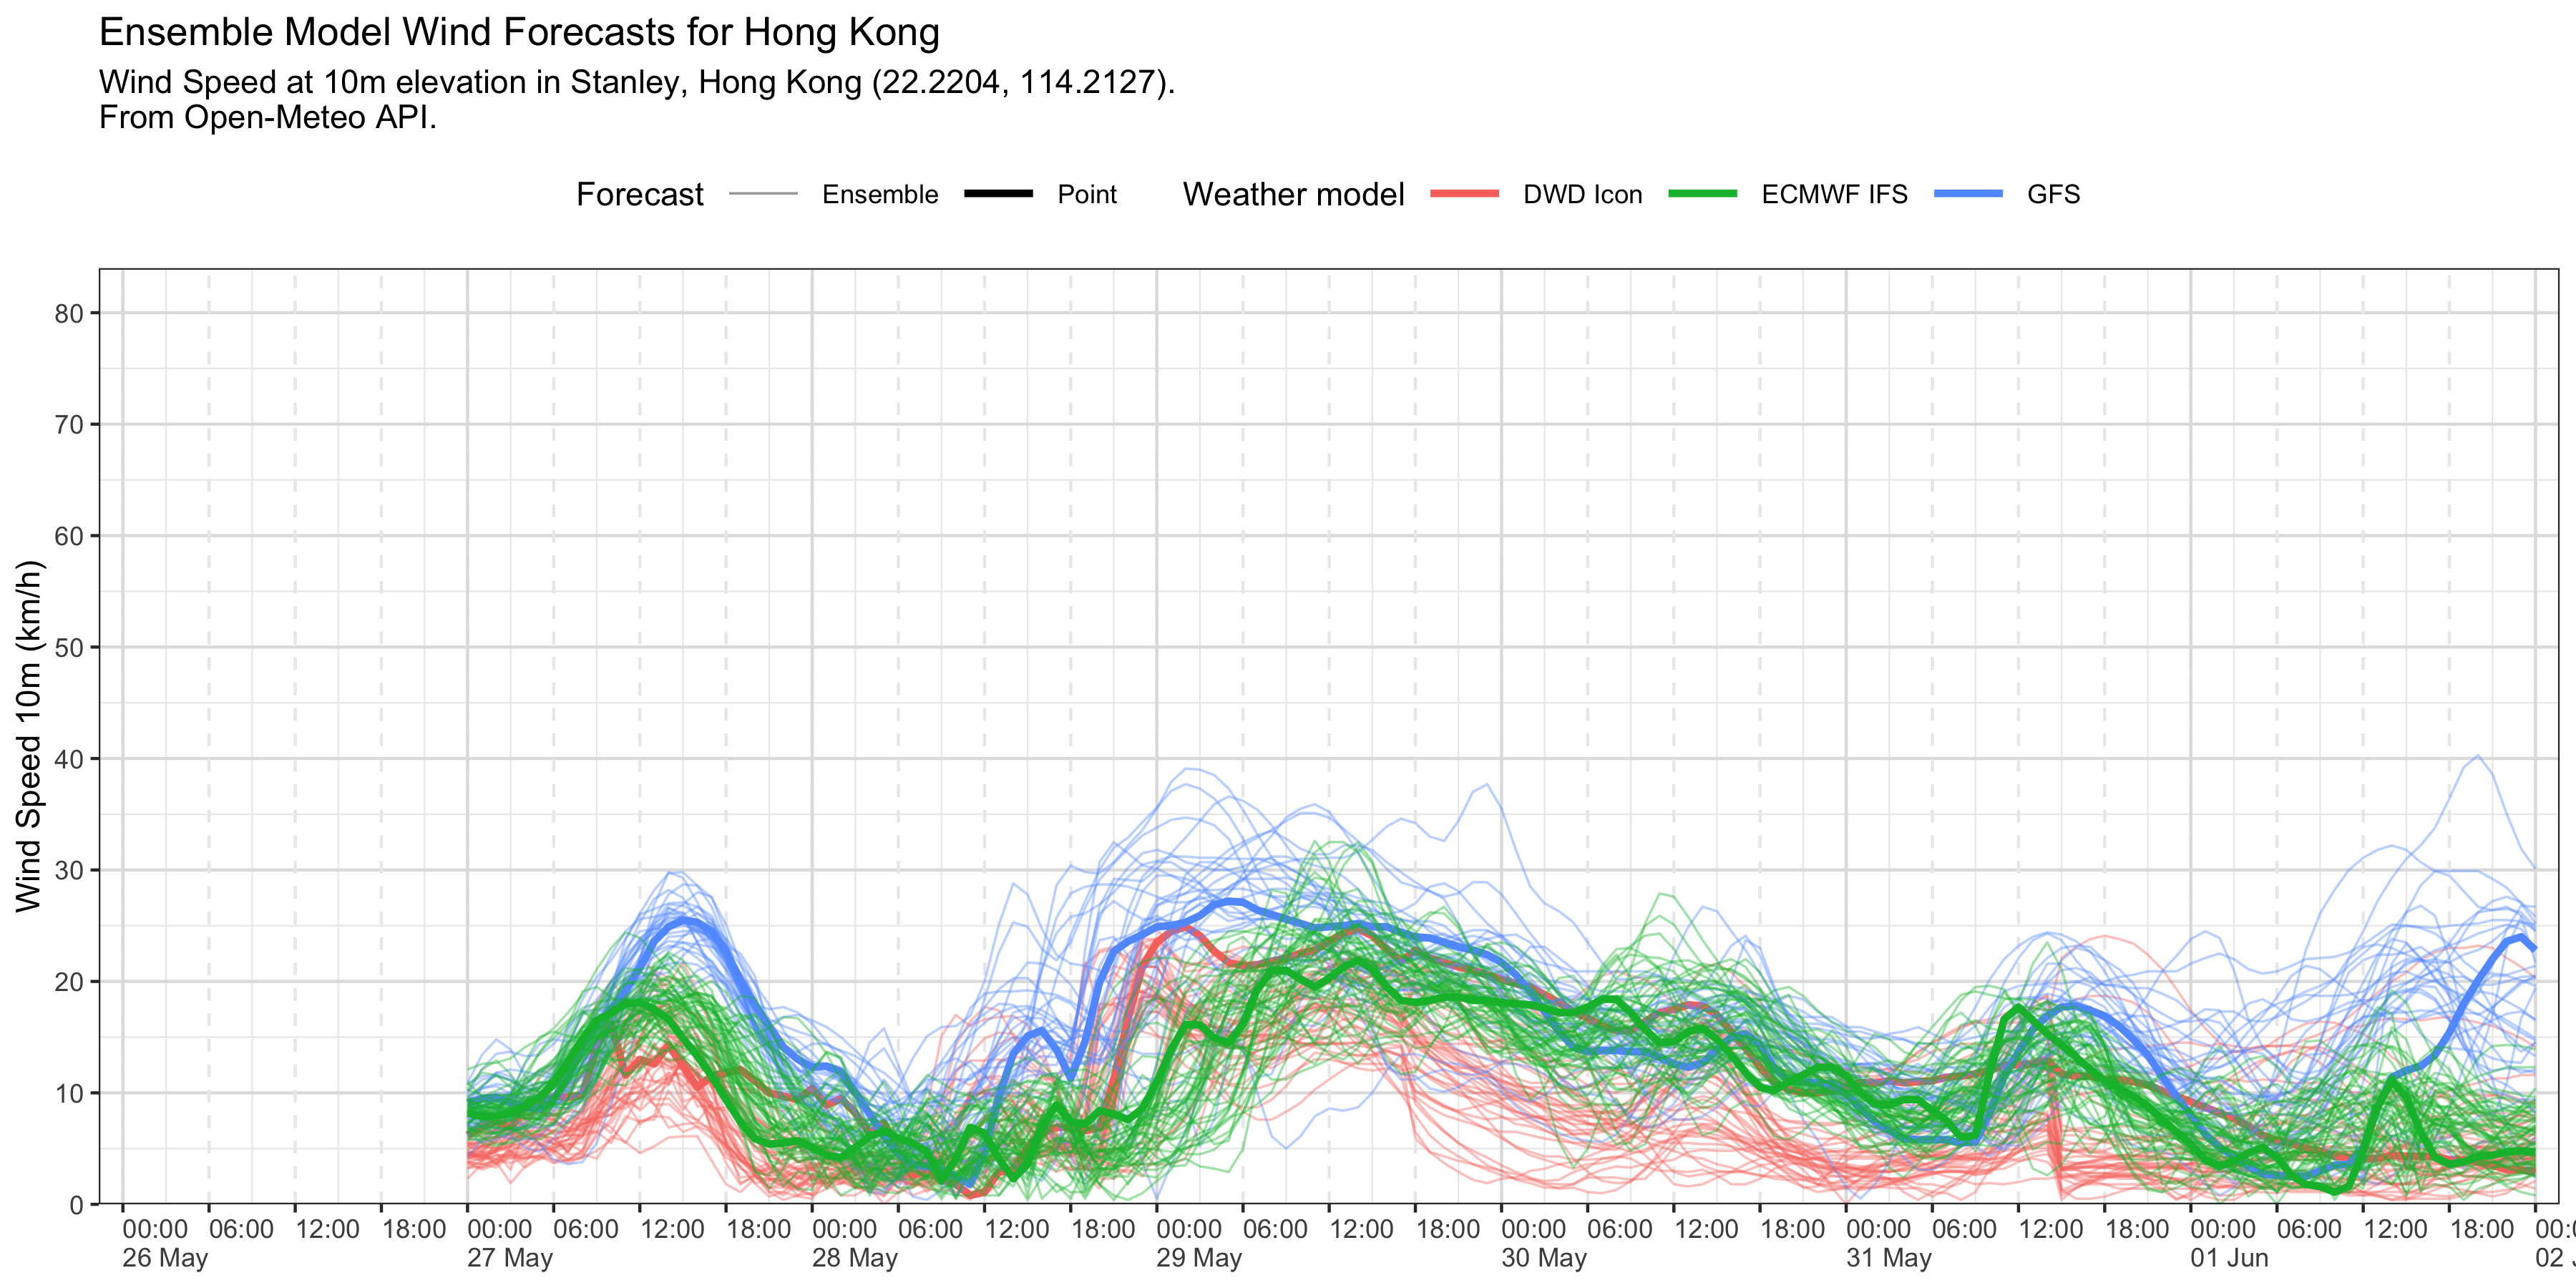 Ensemble Model Wind Forecasts for Hong Kong
Wind Speed at 10m elevation in Stanley, Hong Kong (22.2204, 114.2127).
From Open-Meteo API.
Forecast Ensemble Point Weather model DWD Icon ECMWF IFS GFS
Wind Speed 10m (km/h)
80
70
60
50
40
30
20
10
0
00:00 06:00 12:00 18:00 00:00 06:00 12:00 18:00 00:00 06:00 12:00 18:00 00:00 06:00 12:00 18:00 00:00 06:00 12:00 18:00 00:00 06:00 12:00 18:00 00:00 06:00 12:00 18:00
26 May 27 May 28 May 29 May 30 May 31 May 01 Jun 02